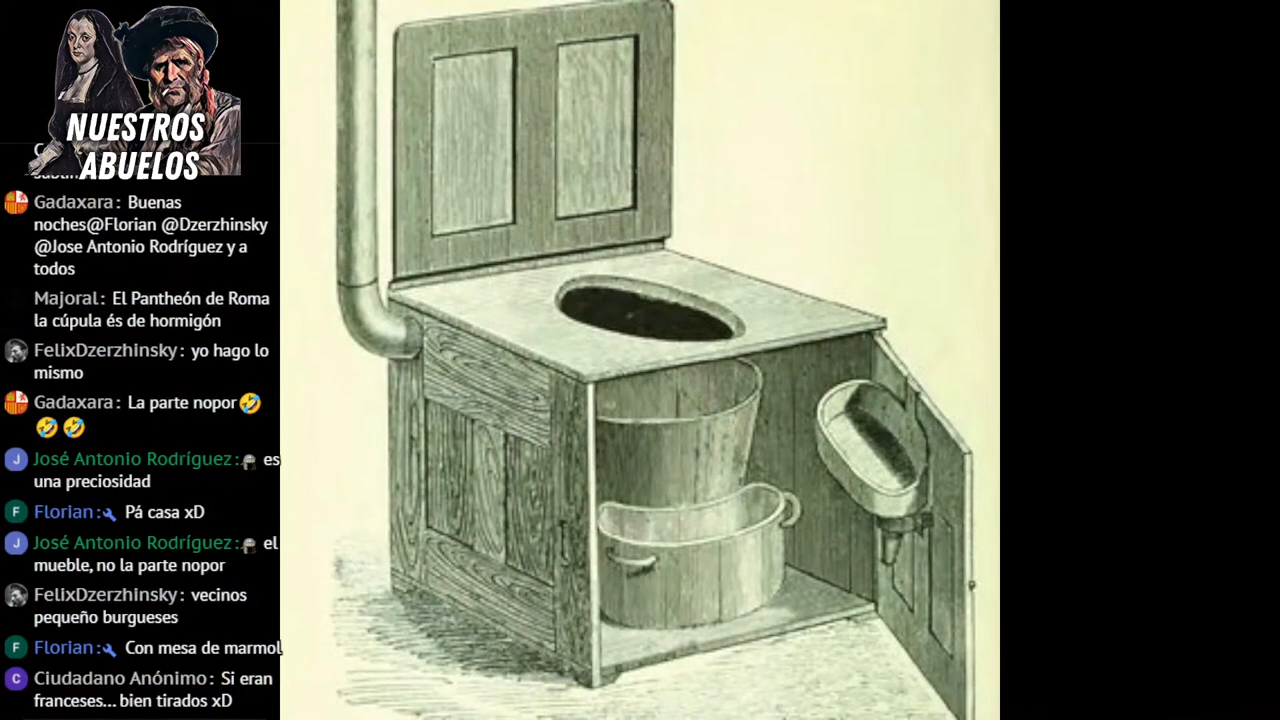 NUESTROS
ABUELOS
Gadaxara: Buenas
noches@Florian @Dzerzhinsky
@Jose Antonio Rodríguez y a
todos
Majoral: El Pantheón de Roma
la cúpula és de hormigón
FelixDzerzhinsky: yo hago lo
mismo
Gadaxara: La parte nopor🤣
🤣🤣
J José Antonio Rodríguez: es
una preciosidad
F Florian: Pá casa xD
J José Antonio Rodríguez: el
mueble, no la parte nopor
FelixDzerzhinsky: vecinos
pequeño burgueses
F Florian: Con mesa de marmol
C Ciudadano Anónimo: Si eran
franceses... bien tirados xD